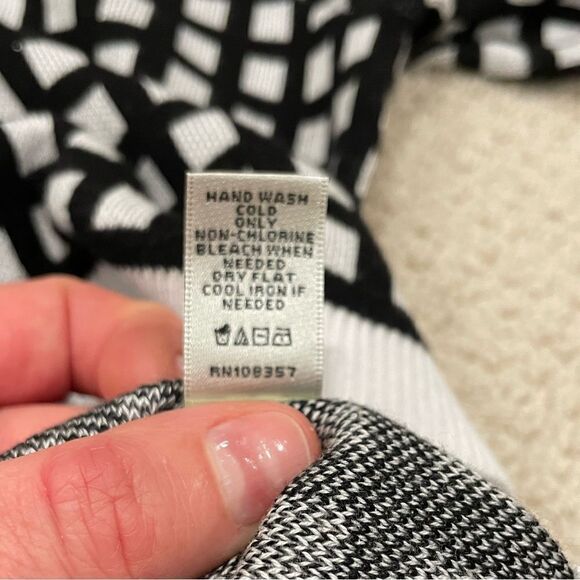 HAND WASH
COLD
ONLY
NON-CHLORINE
BLEACH WHEN
NEEDED
DRY FLAT
COOL IRON IF
NEEDED
RN108357